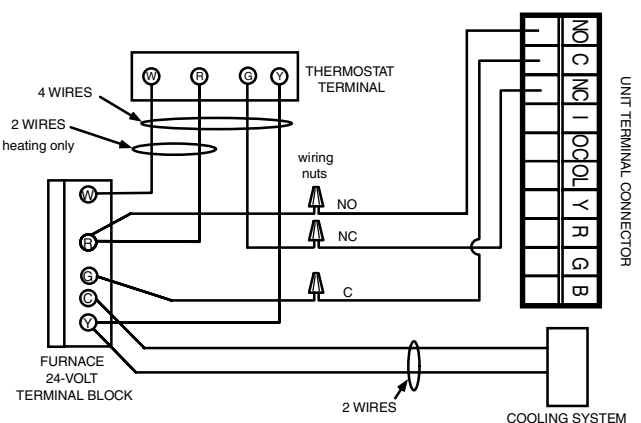 W R G Y
THERMOSTAT
TERMINAL
4 WIRES
2 WIRES
heating only
wiring
nuts
NO
NC
C
W
R
G
C
Y
FURNACE
24-VOLT
TERMINAL BLOCK
2 WIRES
COOLING SYSTEM
NO
C
NC
I
OC
OL
Y
R
G
B
UNIT TERMINAL CONNECTOR